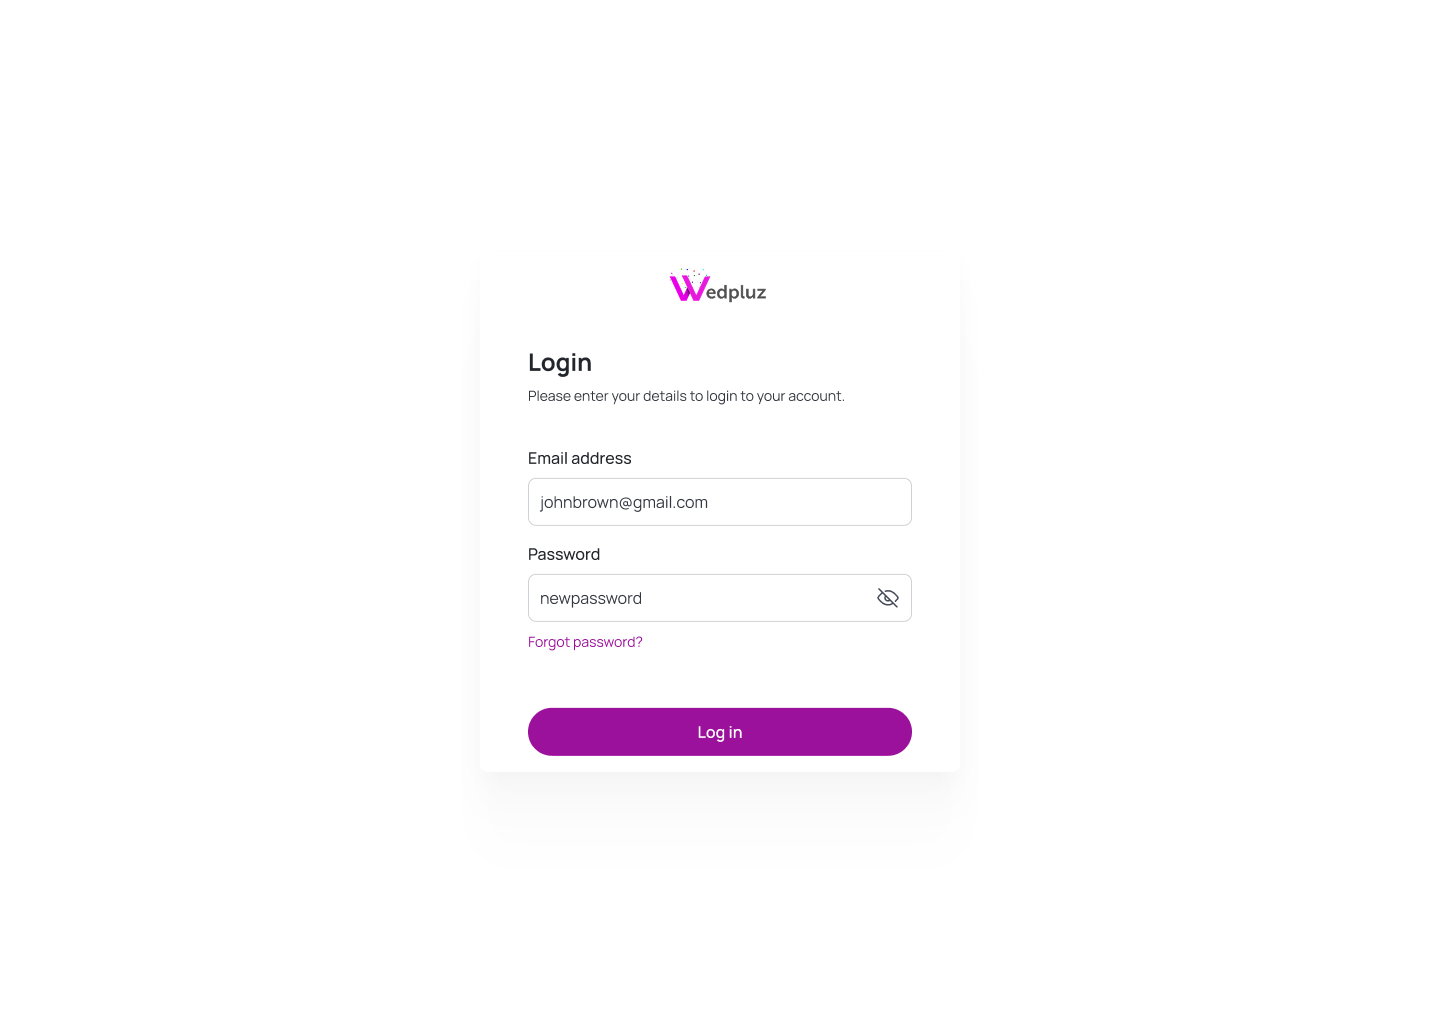 Wedpluz
Login
Please enter your details to login to your account.
Email address
johnbrown@gmail.com
Password
newpassword
Forgot password?
Log in